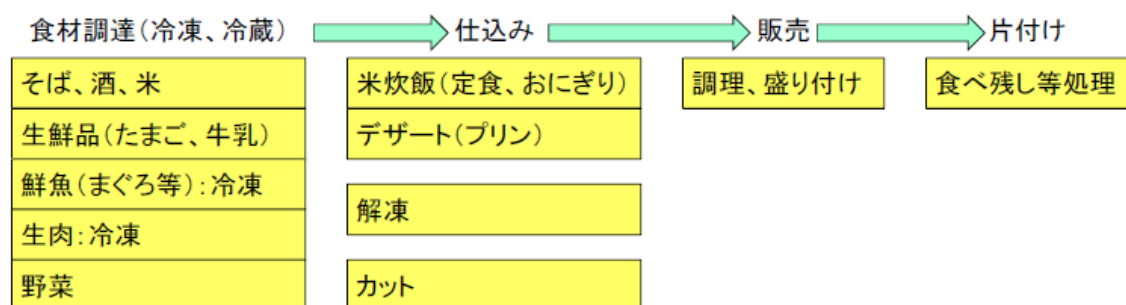 食材調達(冷凍、冷蔵)
仕込み
販売
片付け
そば、酒、米
生鮮品(たまご、牛乳)
鮮魚(まぐろ等):冷凍
生肉:冷凍
野菜
米炊飯(定食、おにぎり)
デザート(プリン)
解凍
カット
調理、盛り付け
食べ残し等処理